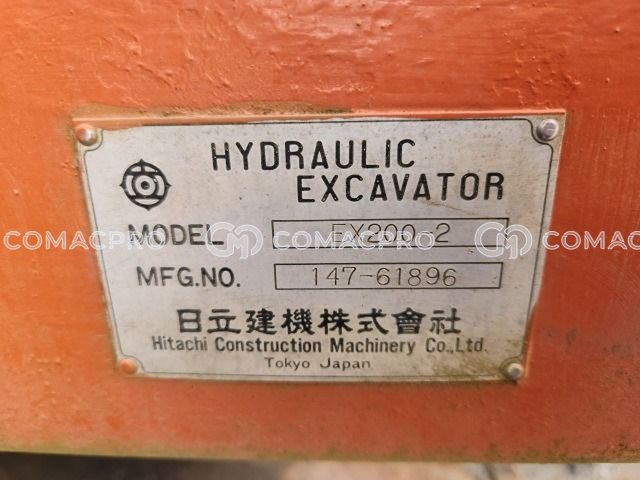 HYDRAULIC
EXCAVATOR
MODEL EX200-2
COMACPRO COMACPRO COMACPRO
MFG.NO. 147-61896
日立建機株式會社
Hitachi Construction Machinery Co.,Ltd.
Tokyo Japan